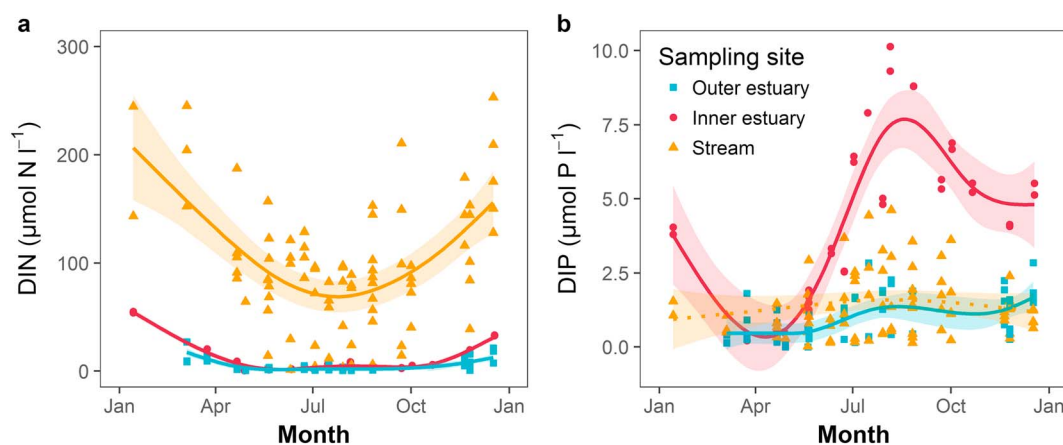 a
300
200
100
0
DIN (µmol N l⁻¹)
Jan Apr Jul Oct Jan
Month
b
10.0
7.5
5.0
2.5
0.0
DIP (µmol P l⁻¹)
Sampling site
Outer estuary
Inner estuary
Stream
Jan Apr Jul Oct Jan
Month